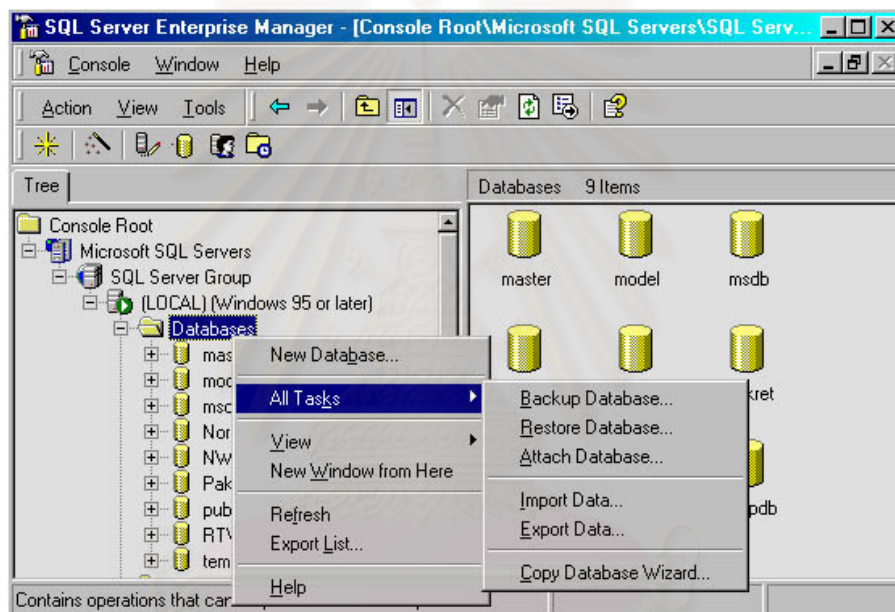 SQL Server Enterprise Manager - [Console Root\Microsoft SQL Servers\SQL Serv...
Console Window Help
Action View Tools
Tree
Databases 9 Items
Console Root
Microsoft SQL Servers
SQL Server Group
(LOCAL) (Windows 95 or later)
Databases
master model msdb
New Database...
All Tasks
View
New Window from Here
Refresh
Export List...
Help
Backup Database...
Restore Database...
Attach Database...
Import Data...
Export Data...
Copy Database Wizard...
Contains operations that